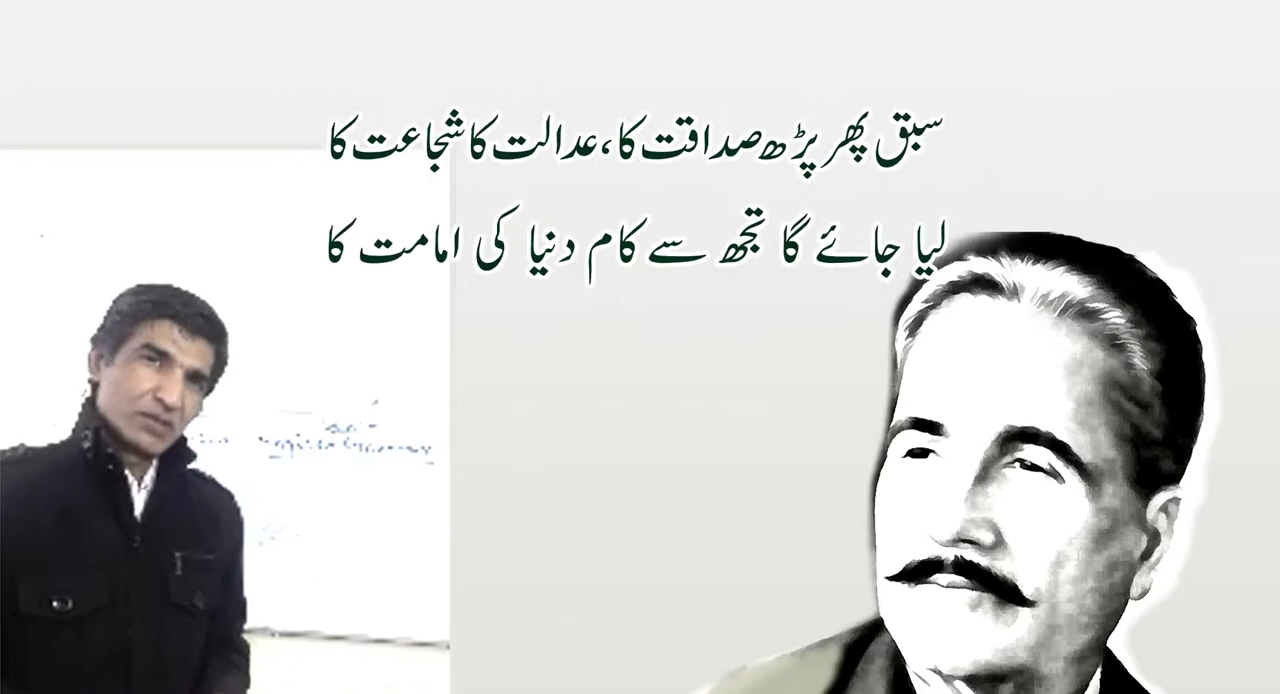 سبق پھر پڑھ صداقت کا، عدالت کا شجاعت کا
لیا جائے گا تجھ سے کام دنیا کی امامت کا